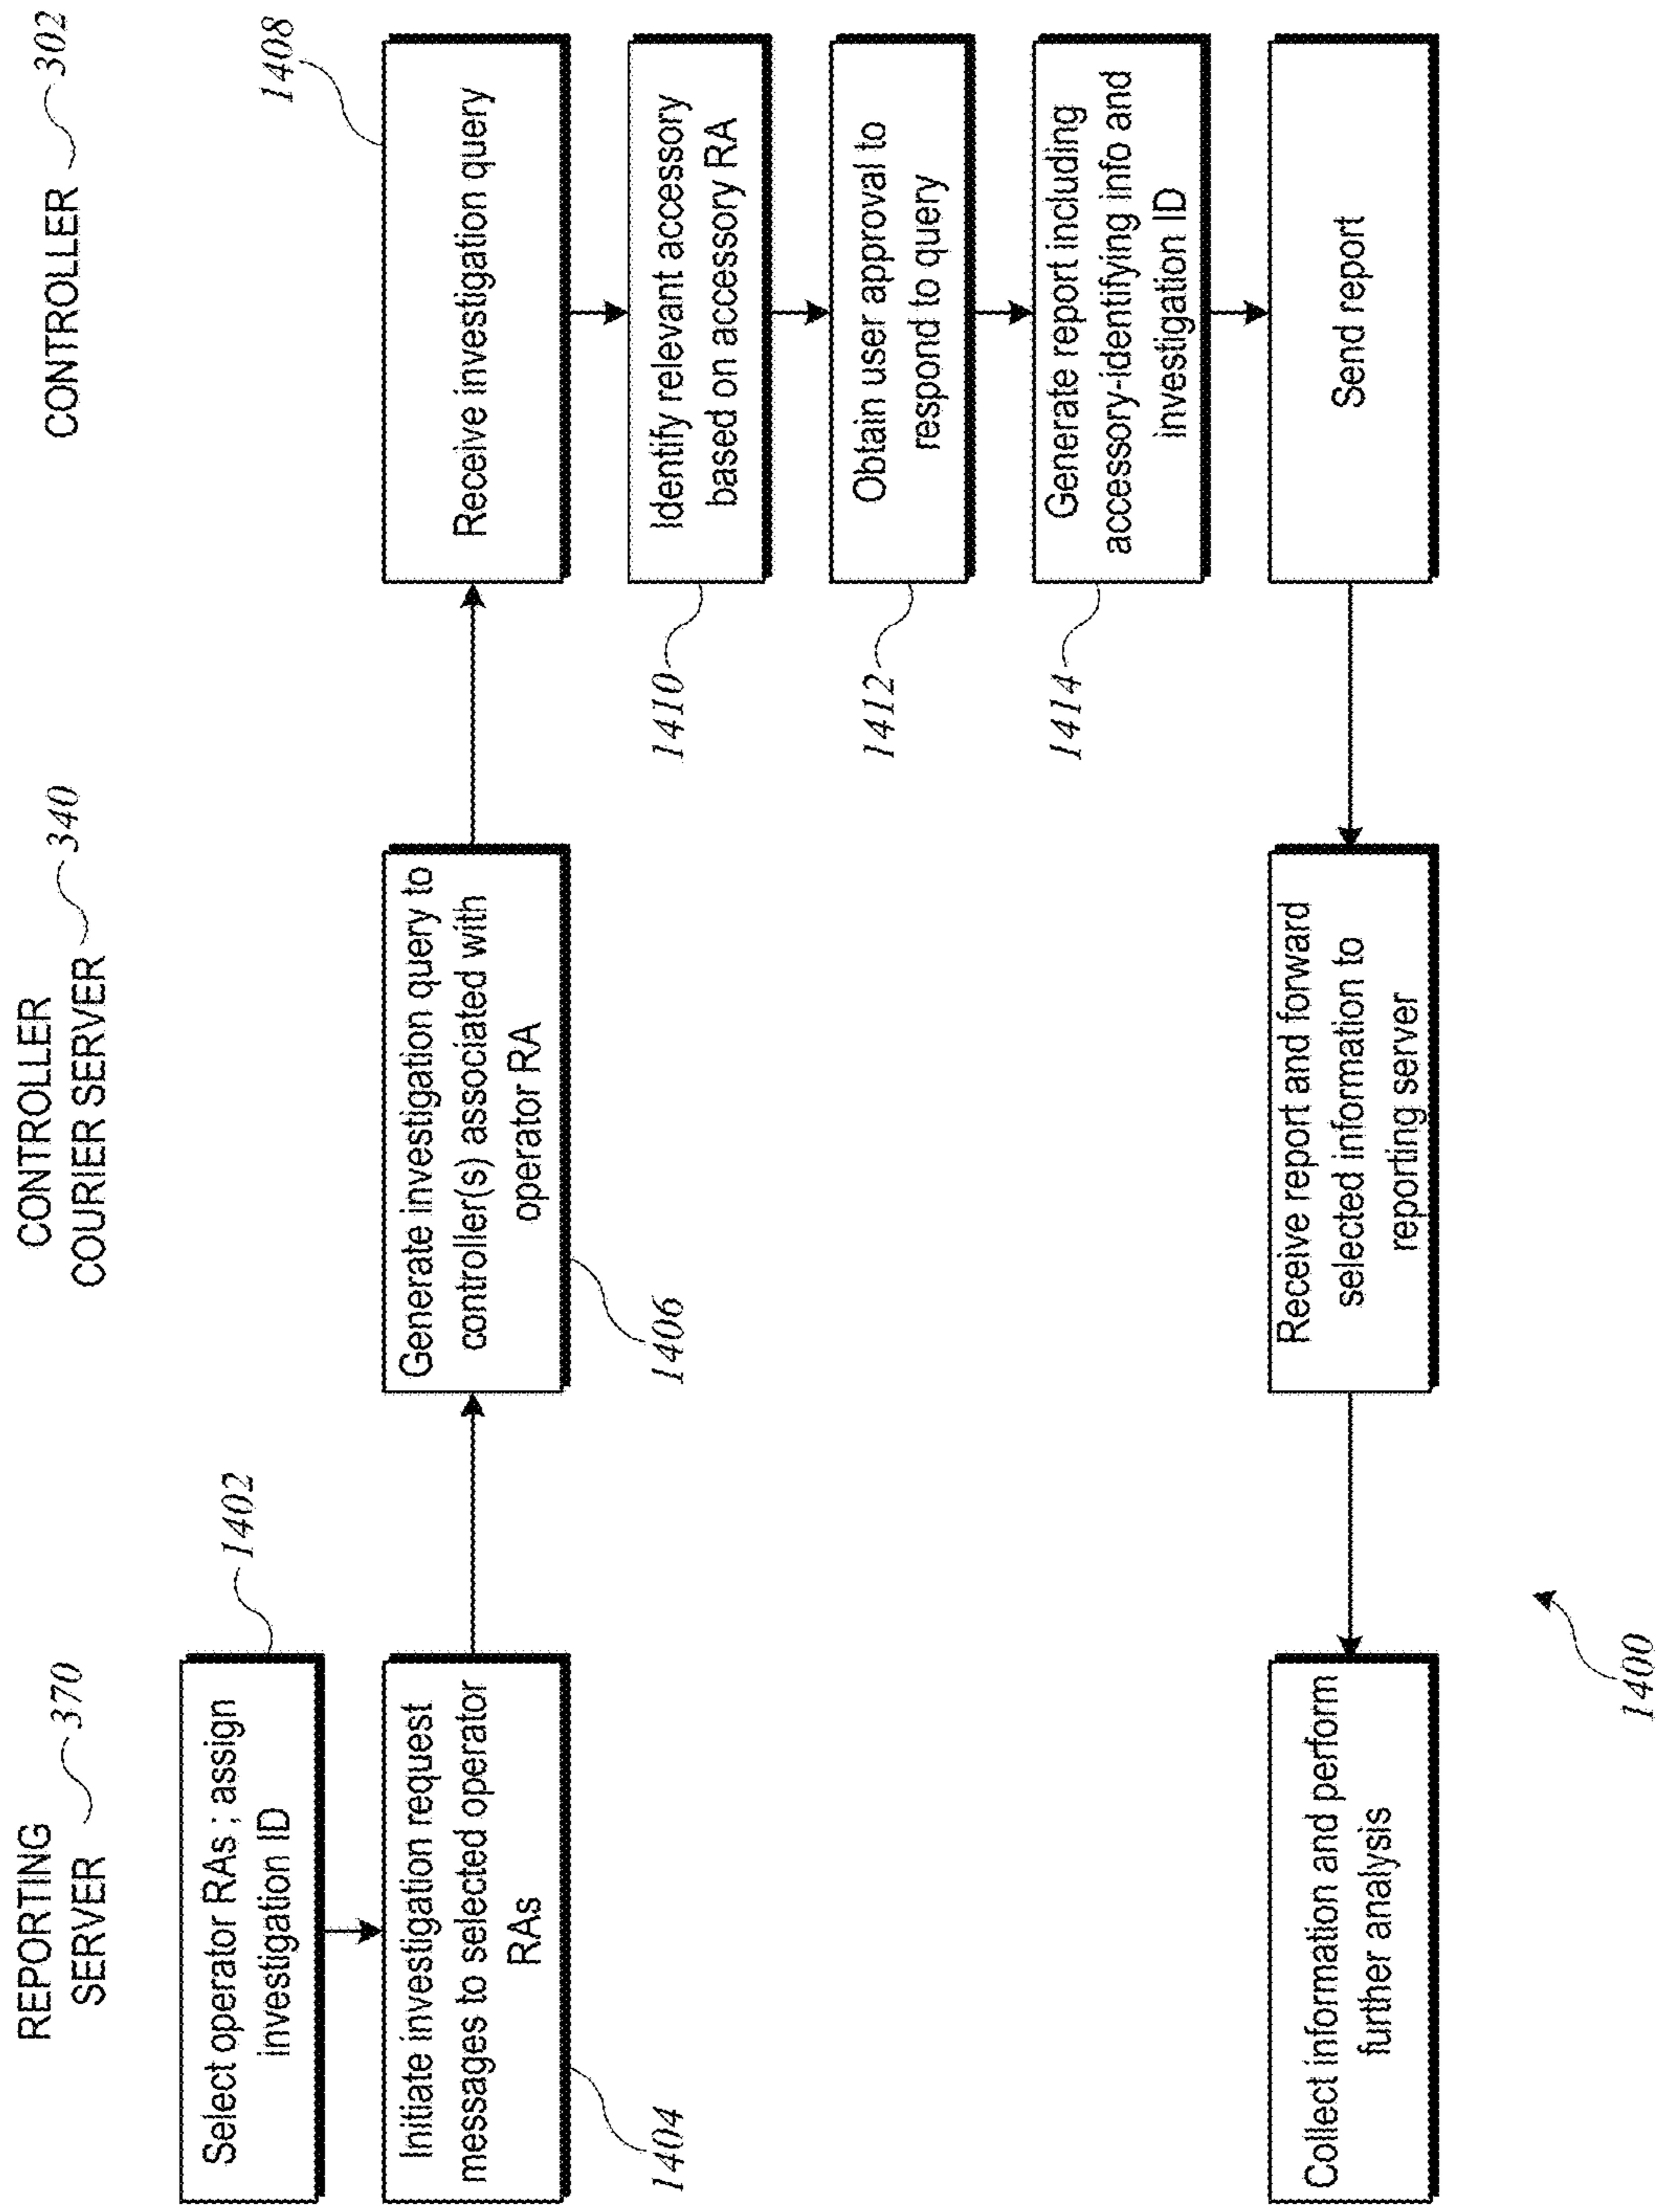 REPORTING
SERVER
370
CONTROLLER
COURIER SERVER
340
CONTROLLER
302
Select operator RAs ; assign
investigation ID
1402
Initiate investigation request
messages to selected operator
RAs
1404
Generate investigation query to
controller(s) associated with
operator RA
1406
Receive investigation query
1408
Identify relevant accessory
based on accessory RA
1410
Obtain user approval to
respond to query
1412
Generate report including
accessory-identifying info and
investigation ID
1414
Send report
Receive report and forward
selected information to
reporting server
Collect information and perform
further analysis
1400